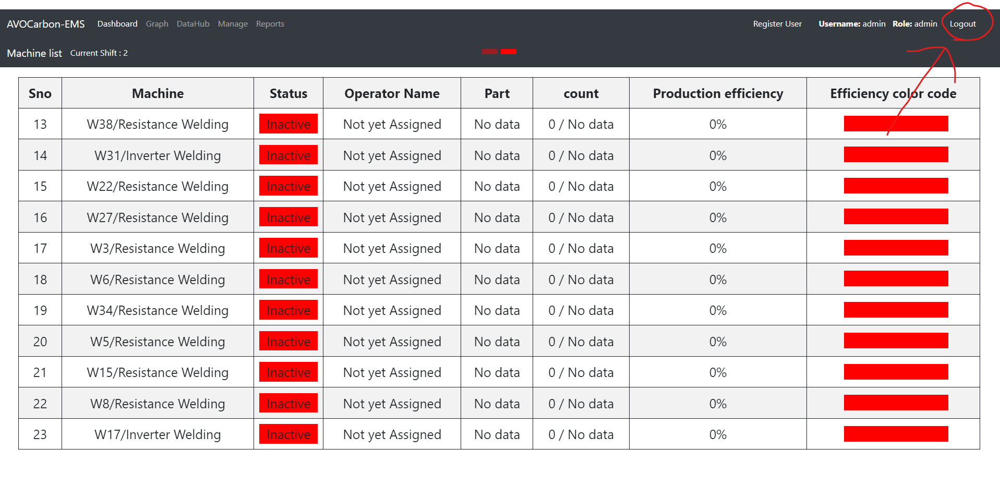 AVOCarbon-EMS Dashboard Graph DataHub Manage Reports Register User Username: admin Role: admin Logout
Machine list Current Shift : 2
Sno Machine Status Operator Name Part count Production efficiency Efficiency color code
13 W38/Resistance Welding Inactive Not yet Assigned No data 0 / No data 0%
14 W31/Inverter Welding Inactive Not yet Assigned No data 0 / No data 0%
15 W22/Resistance Welding Inactive Not yet Assigned No data 0 / No data 0%
16 W27/Resistance Welding Inactive Not yet Assigned No data 0 / No data 0%
17 W3/Resistance Welding Inactive Not yet Assigned No data 0 / No data 0%
18 W6/Resistance Welding Inactive Not yet Assigned No data 0 / No data 0%
19 W34/Resistance Welding Inactive Not yet Assigned No data 0 / No data 0%
20 W5/Resistance Welding Inactive Not yet Assigned No data 0 / No data 0%
21 W15/Resistance Welding Inactive Not yet Assigned No data 0 / No data 0%
22 W8/Resistance Welding Inactive Not yet Assigned No data 0 / No data 0%
23 W17/Inverter Welding Inactive Not yet Assigned No data 0 / No data 0%